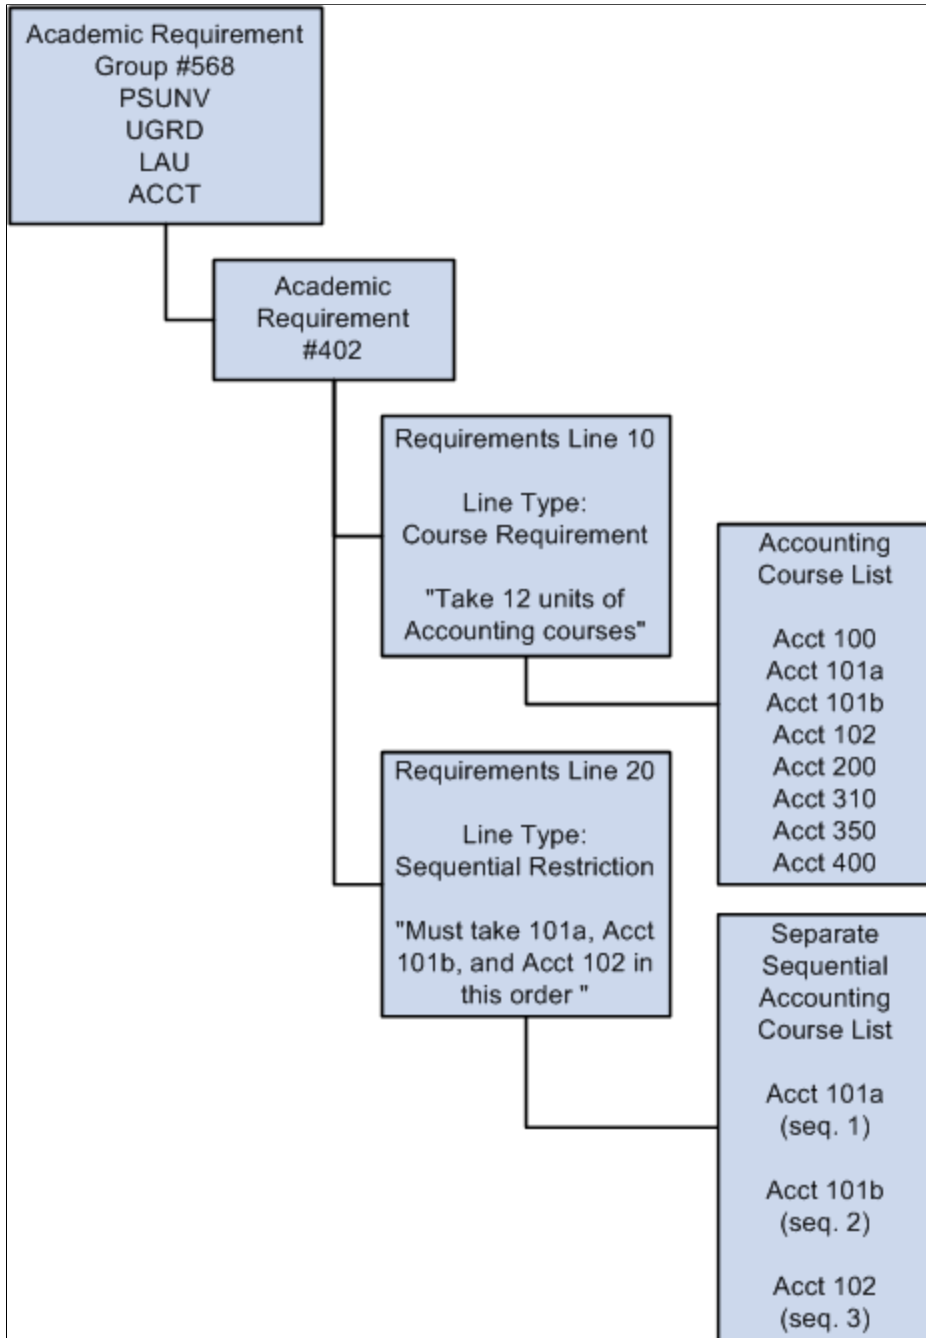 Academic Requirement
Group #568
PSUNV
UGRD
LAU
ACCT
Academic
Requirement
#402
Requirements Line 10
Line Type:
Course Requirement
"Take 12 units of
Accounting courses"
Accounting
Course List
Acct 100
Acct 101a
Acct 101b
Acct 102
Acct 200
Acct 310
Acct 350
Acct 400
Requirements Line 20
Line Type:
Sequential Restriction
"Must take 101a, Acct
101b, and Acct 102 in
this order "
Separate
Sequential
Accounting
Course List
Acct 101a
(seq. 1)
Acct 101b
(seq. 2)
Acct 102
(seq. 3)